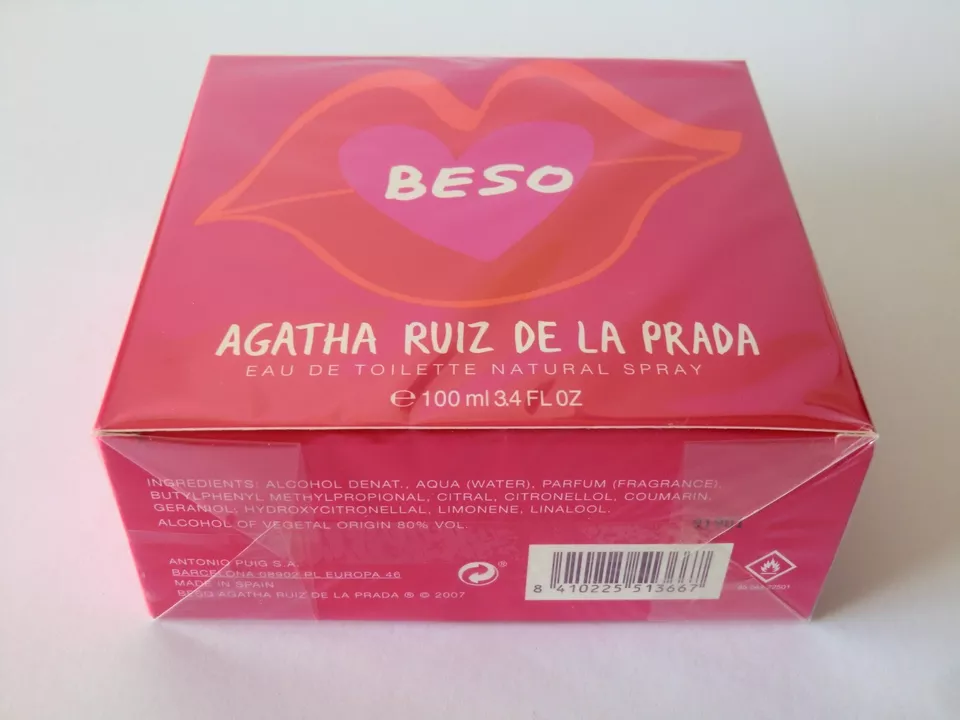 BESO
AGATHA RUIZ DE LA PRADA
EAU DE TOILETTE NATURAL SPRAY
℮ 100 ml 3.4 FL OZ
INGREDIENTS: ALCOHOL DENAT., AQUA (WATER), PARFUM (FRAGRANCE),
BUTYLPHENYL METHYLPROPIONAL, CITRAL, CITRONELLOL, COUMARIN,
GERANIOL, HYDROXYCITRONELLAL, LIMONENE, LINALOOL.
ALCOHOL OF VEGETAL ORIGIN 80% VOL.
ANTONIO PUIG S.A.
BARCELONA 08902 PL EUROPA 46
MADE IN SPAIN
BESO AGATHA RUIZ DE LA PRADA ® © 2007
8 410225 513667